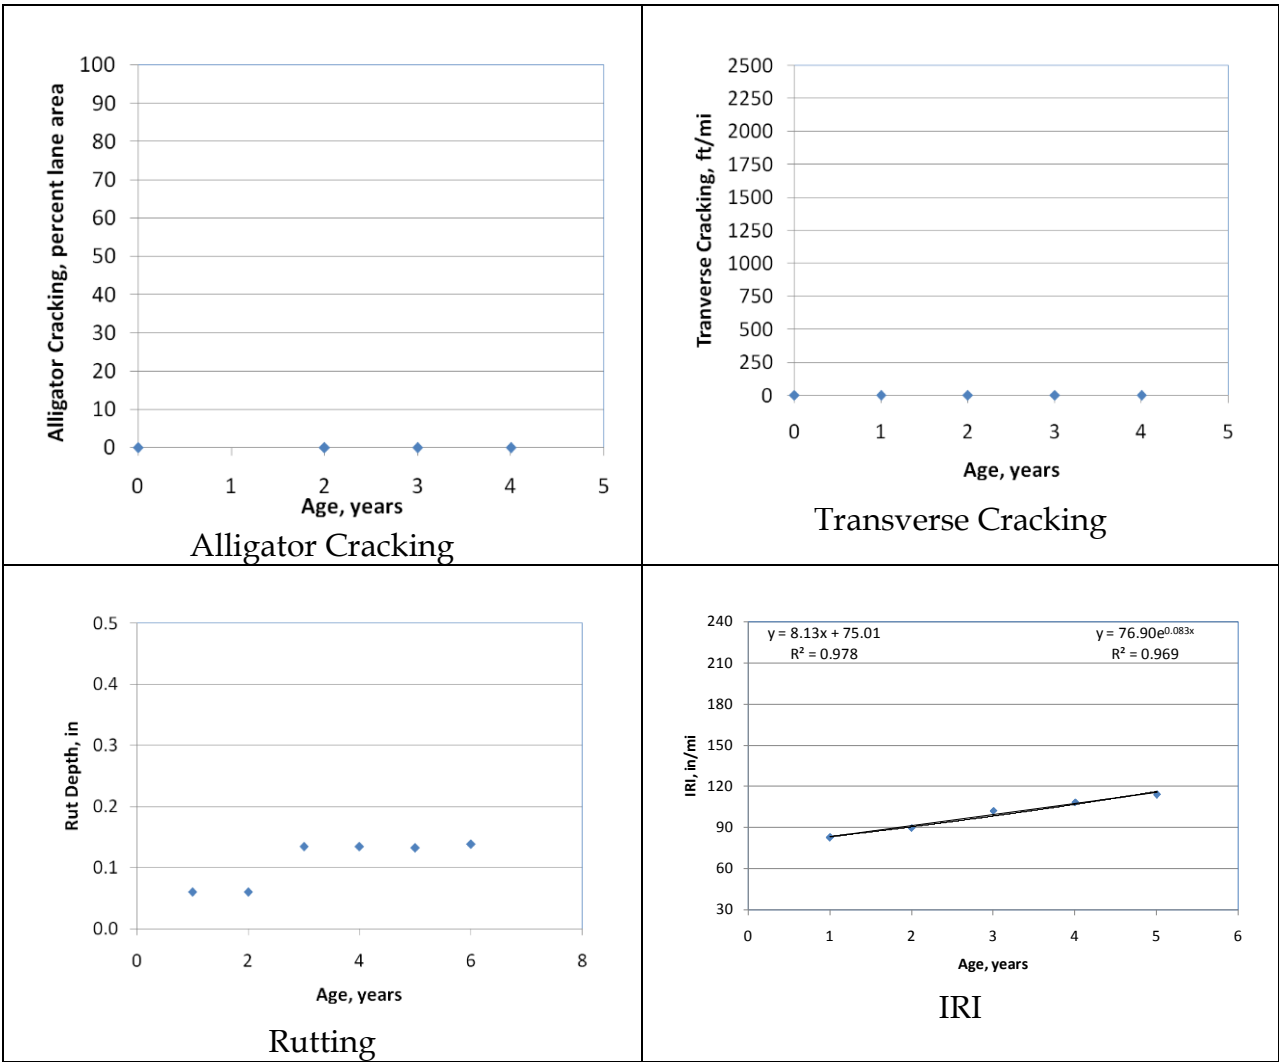 100
90
80
70
60
50
40
30
20
10
0
Alligator Cracking, percent lane area
0 1 2 3 4 5
Age, years
Alligator Cracking
2500
2250
2000
1750
1500
1250
1000
750
500
250
0
Tranverse Cracking, ft/mi
0 1 2 3 4 5
Age, years
Transverse Cracking
0.5
0.4
0.3
0.2
0.1
0.0
Rut Depth, in
0 2 4 6 8
Age, years
Rutting
y = 8.13x + 75.01 y = 76.90e^0.083x
R² = 0.978 R² = 0.969
240
210
180
150
120
90
60
30
IRI, in/mi
0 1 2 3 4 5 6
Age, years
IRI